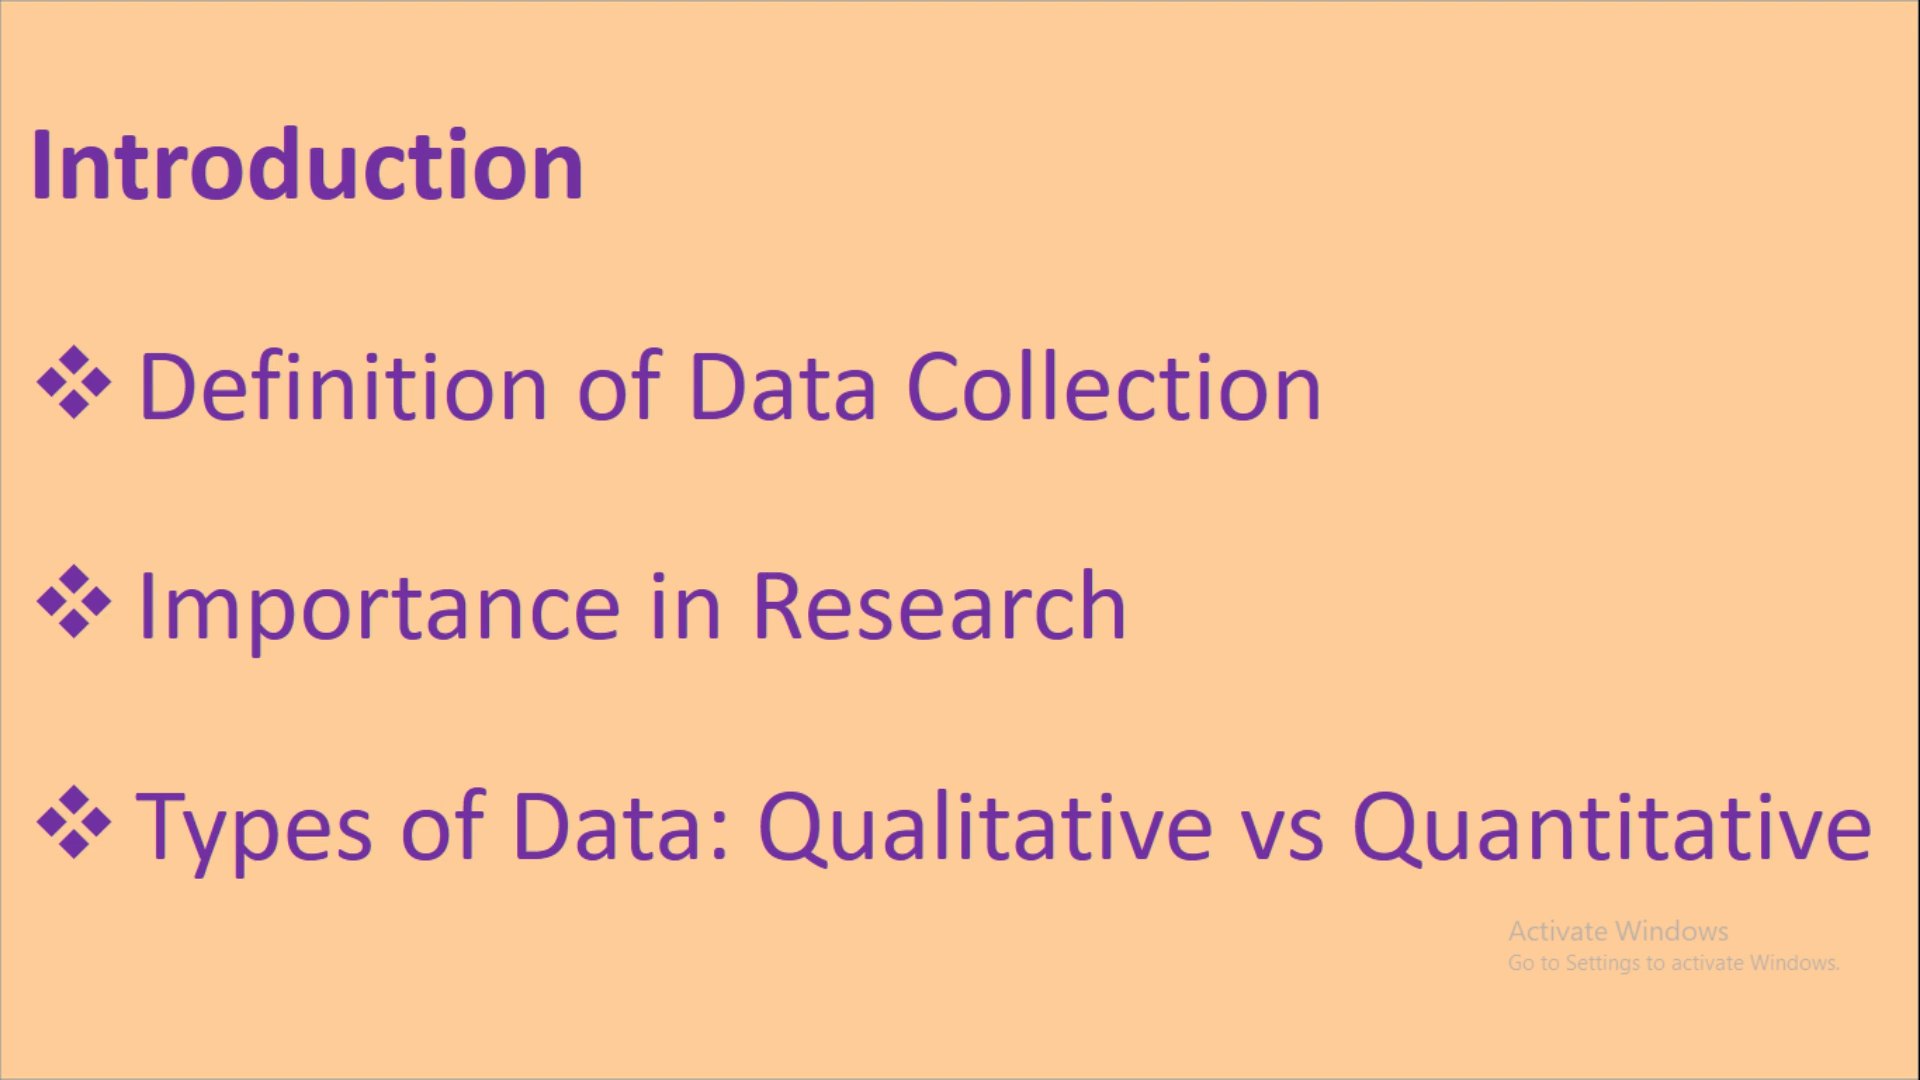 Introduction
❖ Definition of Data Collection
❖ Importance in Research
❖ Types of Data: Qualitative vs Quantitative
Activate Windows
Go to Settings to activate Windows.